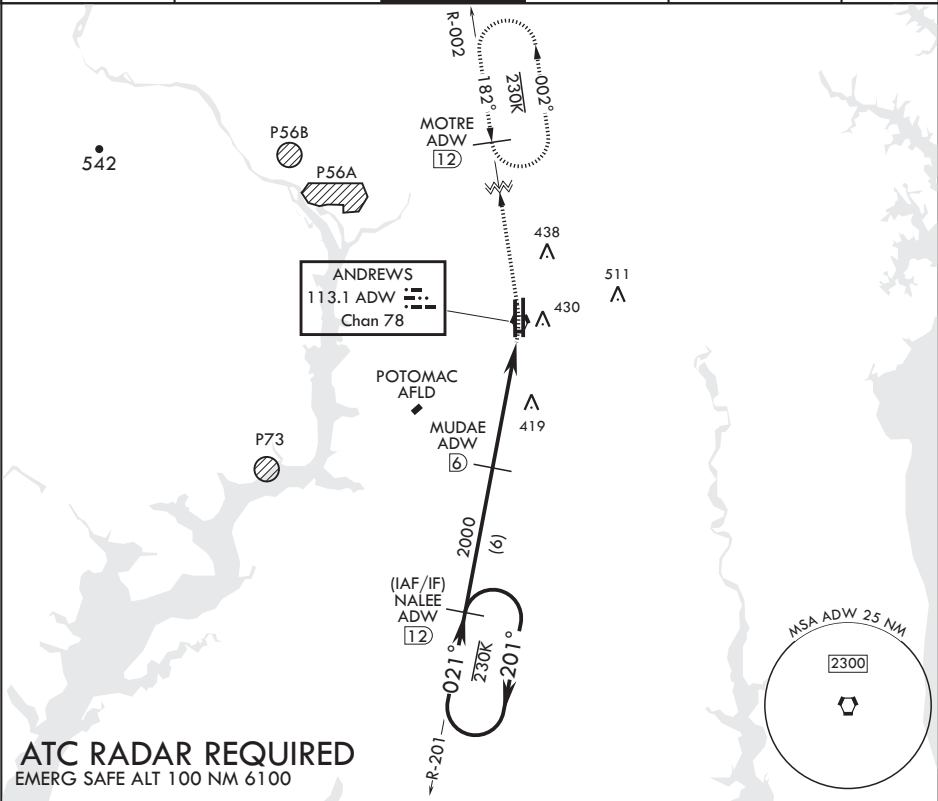 R-002
182°
230K
002°
MOTRE
ADW
12
P56B
542
P56A
438
511
ANDREWS
113.1 ADW
Chan 78
430
POTOMAC
AFLD
419
MUDAE
ADW
6
P73
2000
(6)
(IAF/IF)
NALEE
ADW
12
021°
230K
201°
R-201
MSA ADW 25 NM
2300
ATC RADAR REQUIRED
EMERG SAFE ALT 100 NM 6100